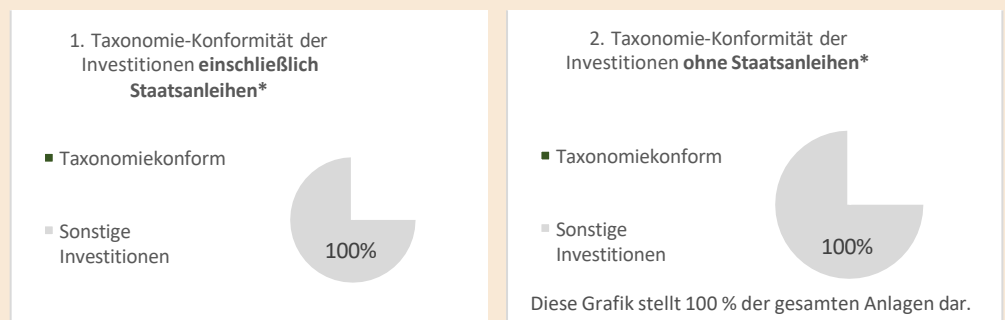 1. Taxonomie-Konformität der
Investitionen einschließlich
Staatsanleihen*
Taxonomiekonform
Sonstige
Investitionen
100%
2. Taxonomie-Konformität der
Investitionen ohne Staatsanleihen*
Taxonomiekonform
Sonstige
Investitionen
100%
Diese Grafik stellt 100 % der gesamten Anlagen dar.